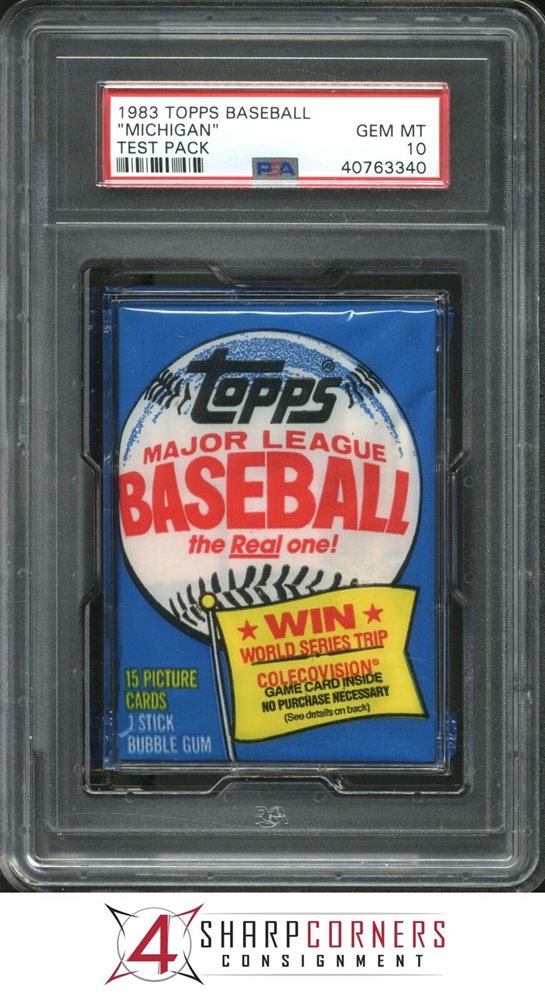 1983 TOPPS BASEBALL
"MICHIGAN" GEM MT
TEST PACK 10
PSA 40763340
TOPPS®
MAJOR LEAGUE
BASEBALL
the Real one!
★ WIN ★
WORLD SERIES TRIP
COLECOVISION®
GAME CARD INSIDE
NO PURCHASE NECESSARY
(See details on back)
15 PICTURE
CARDS
1 STICK
BUBBLE GUM
PSA
4 SHARPCORNERS
CONSIGNMENT